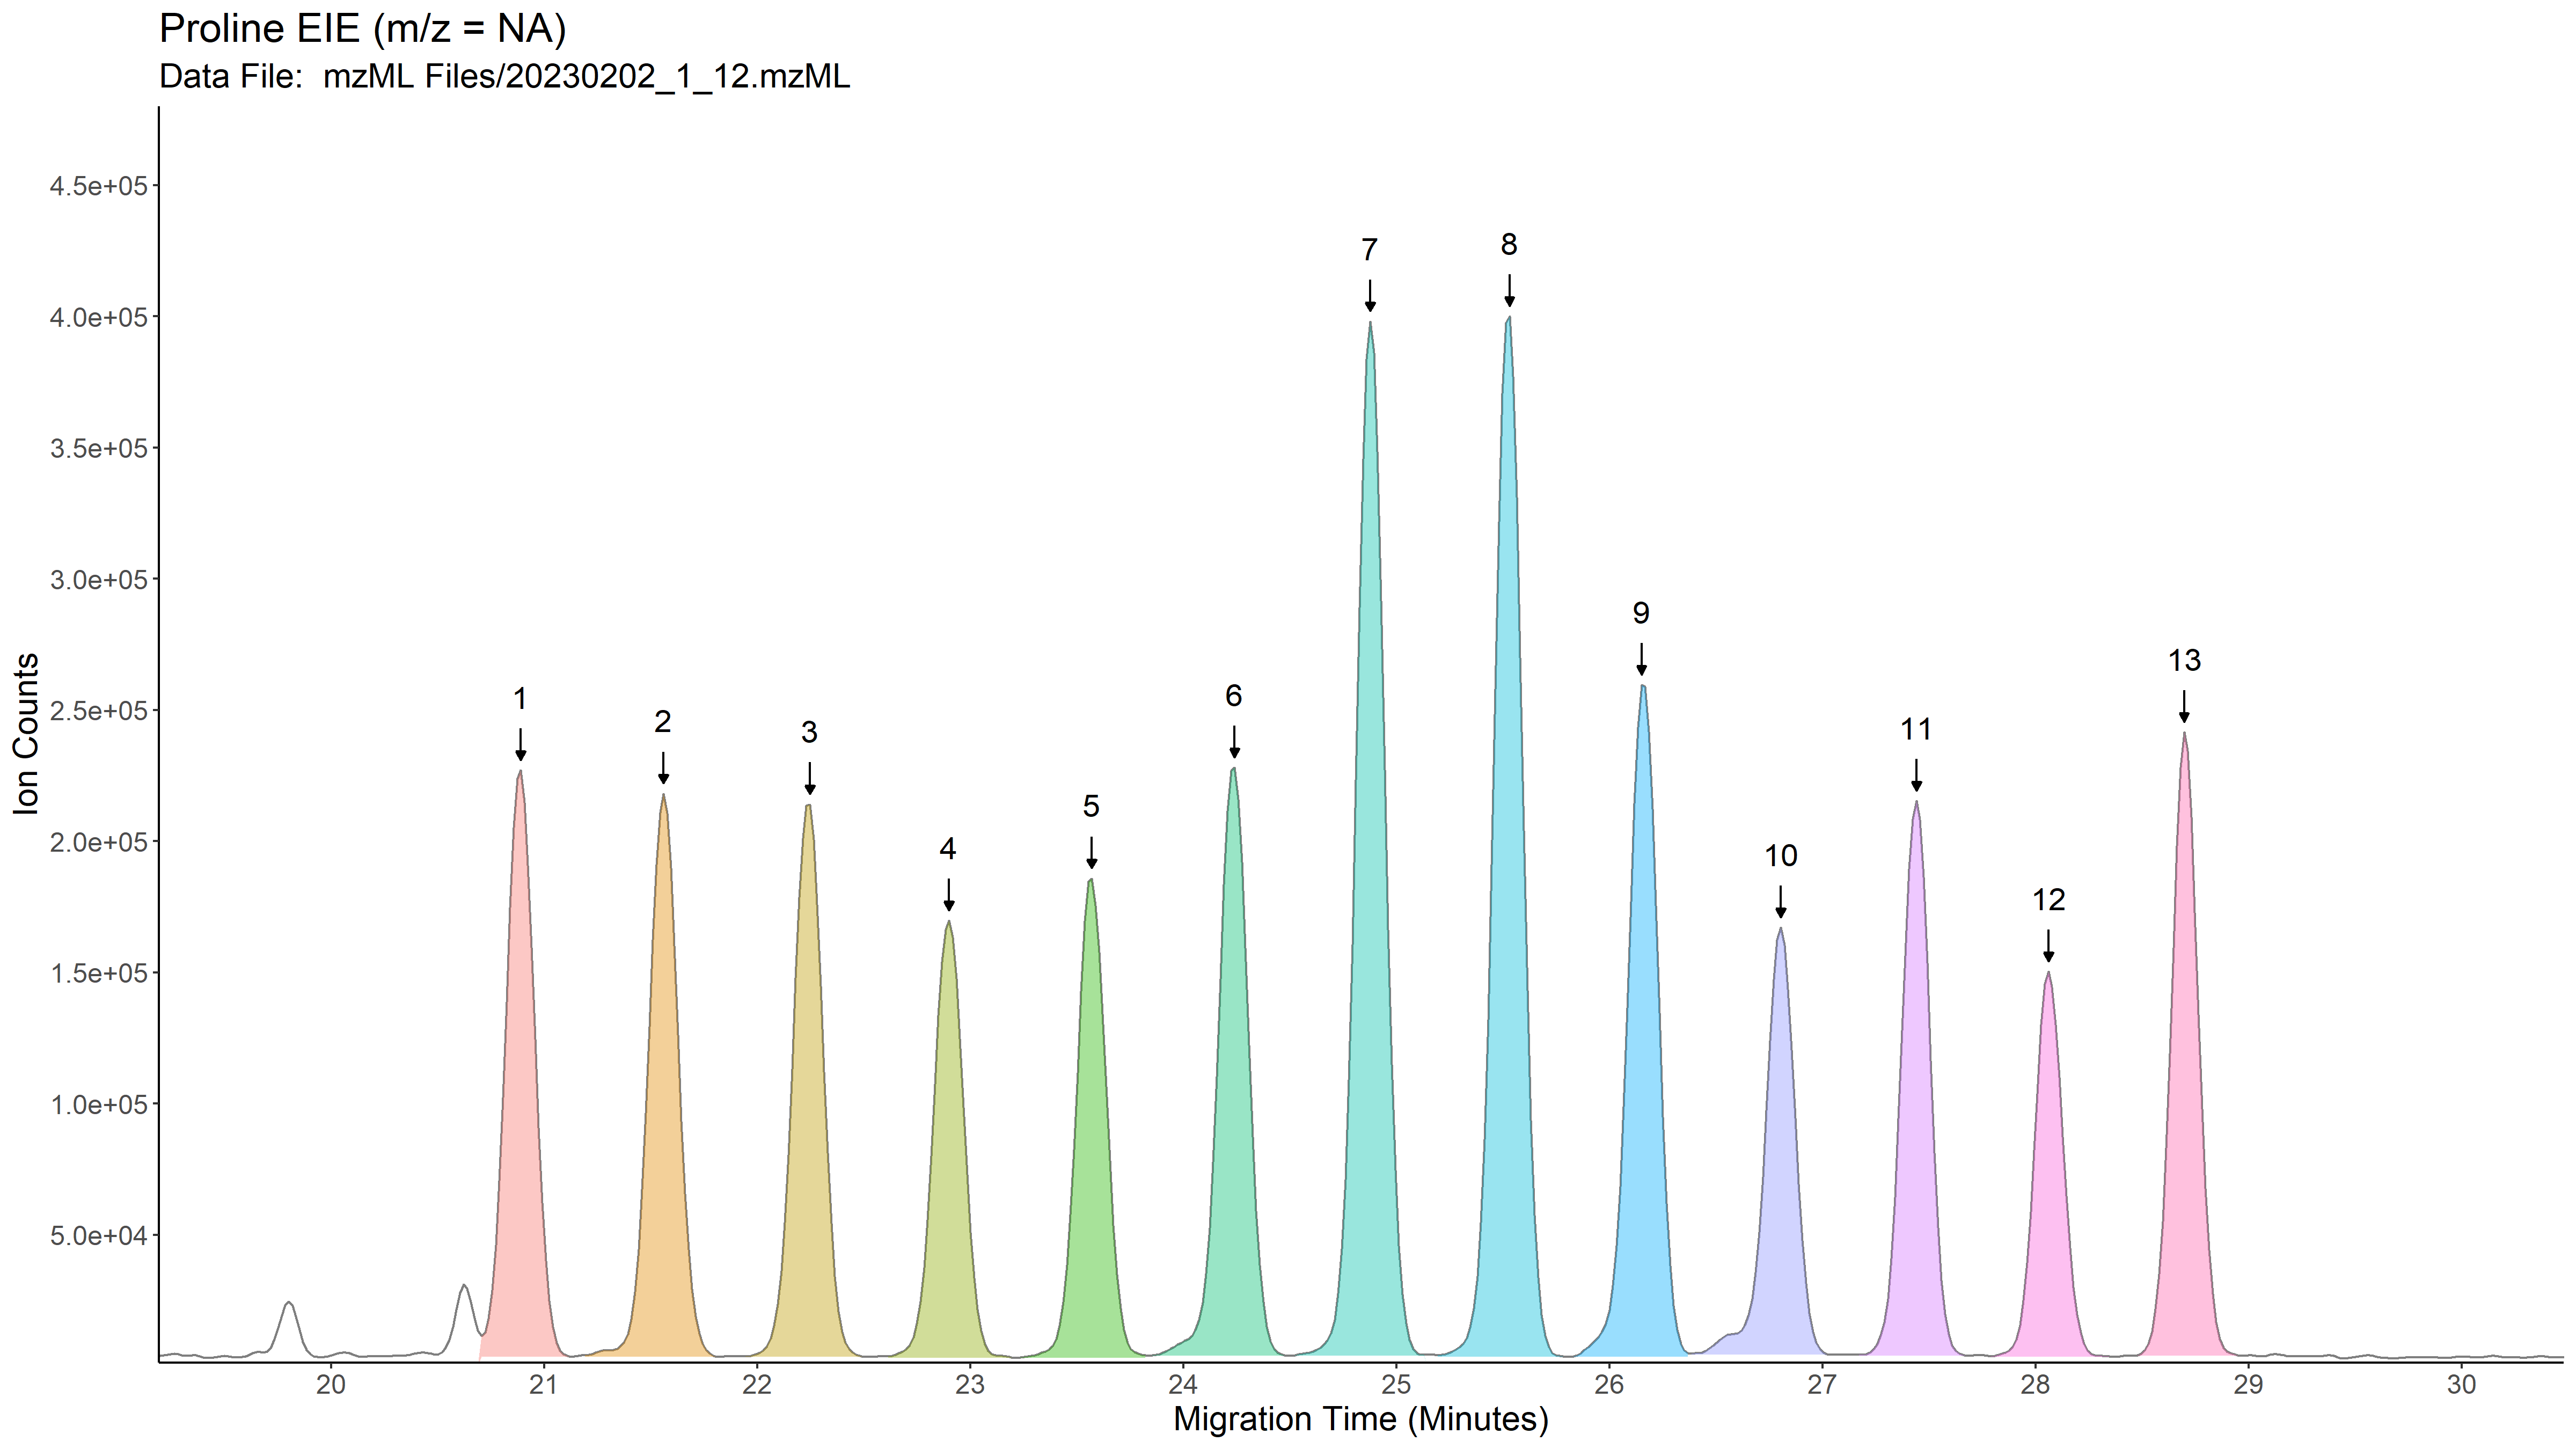 Proline EIE (m/z = NA)
Data File:  mzML Files/20230202_1_12.mzML
Ion Counts
4.5e+05
4.0e+05
3.5e+05
3.0e+05
2.5e+05
2.0e+05
1.5e+05
1.0e+05
5.0e+04
1
2
3
4
5
6
7
8
9
10
11
12
13
20 21 22 23 24 25 26 27 28 29 30
Migration Time (Minutes)